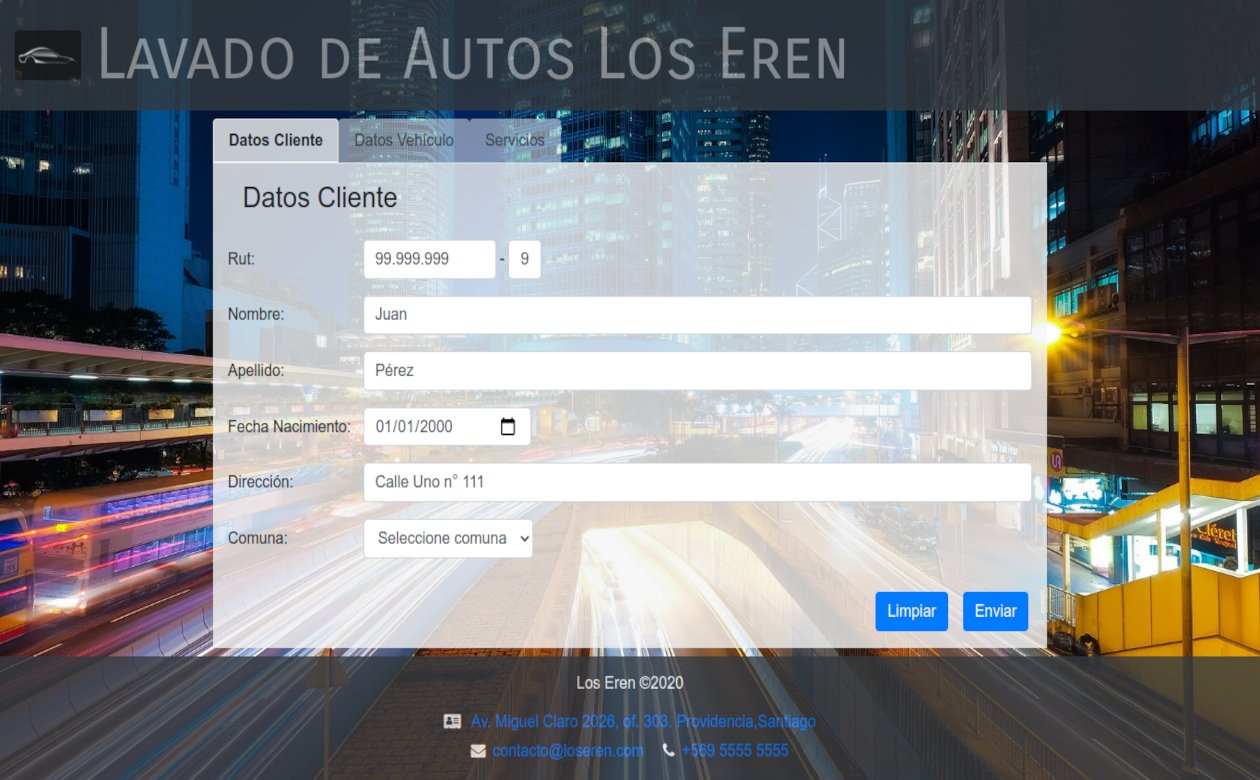 Lavado de Autos Los Eren
Datos Cliente Datos Vehículo Servicios
Datos Cliente
Rut: 99.999.999 - 9
Nombre: Juan
Apellido: Pérez
Fecha Nacimiento: 01/01/2000
Dirección: Calle Uno n° 111
Comuna: Seleccione comuna
Limpiar Enviar
Los Eren ©2020
Av. Miguel Claro 2026, of. 303. Providencia,Santiago
contacto@loseren.com +569 5555 5555